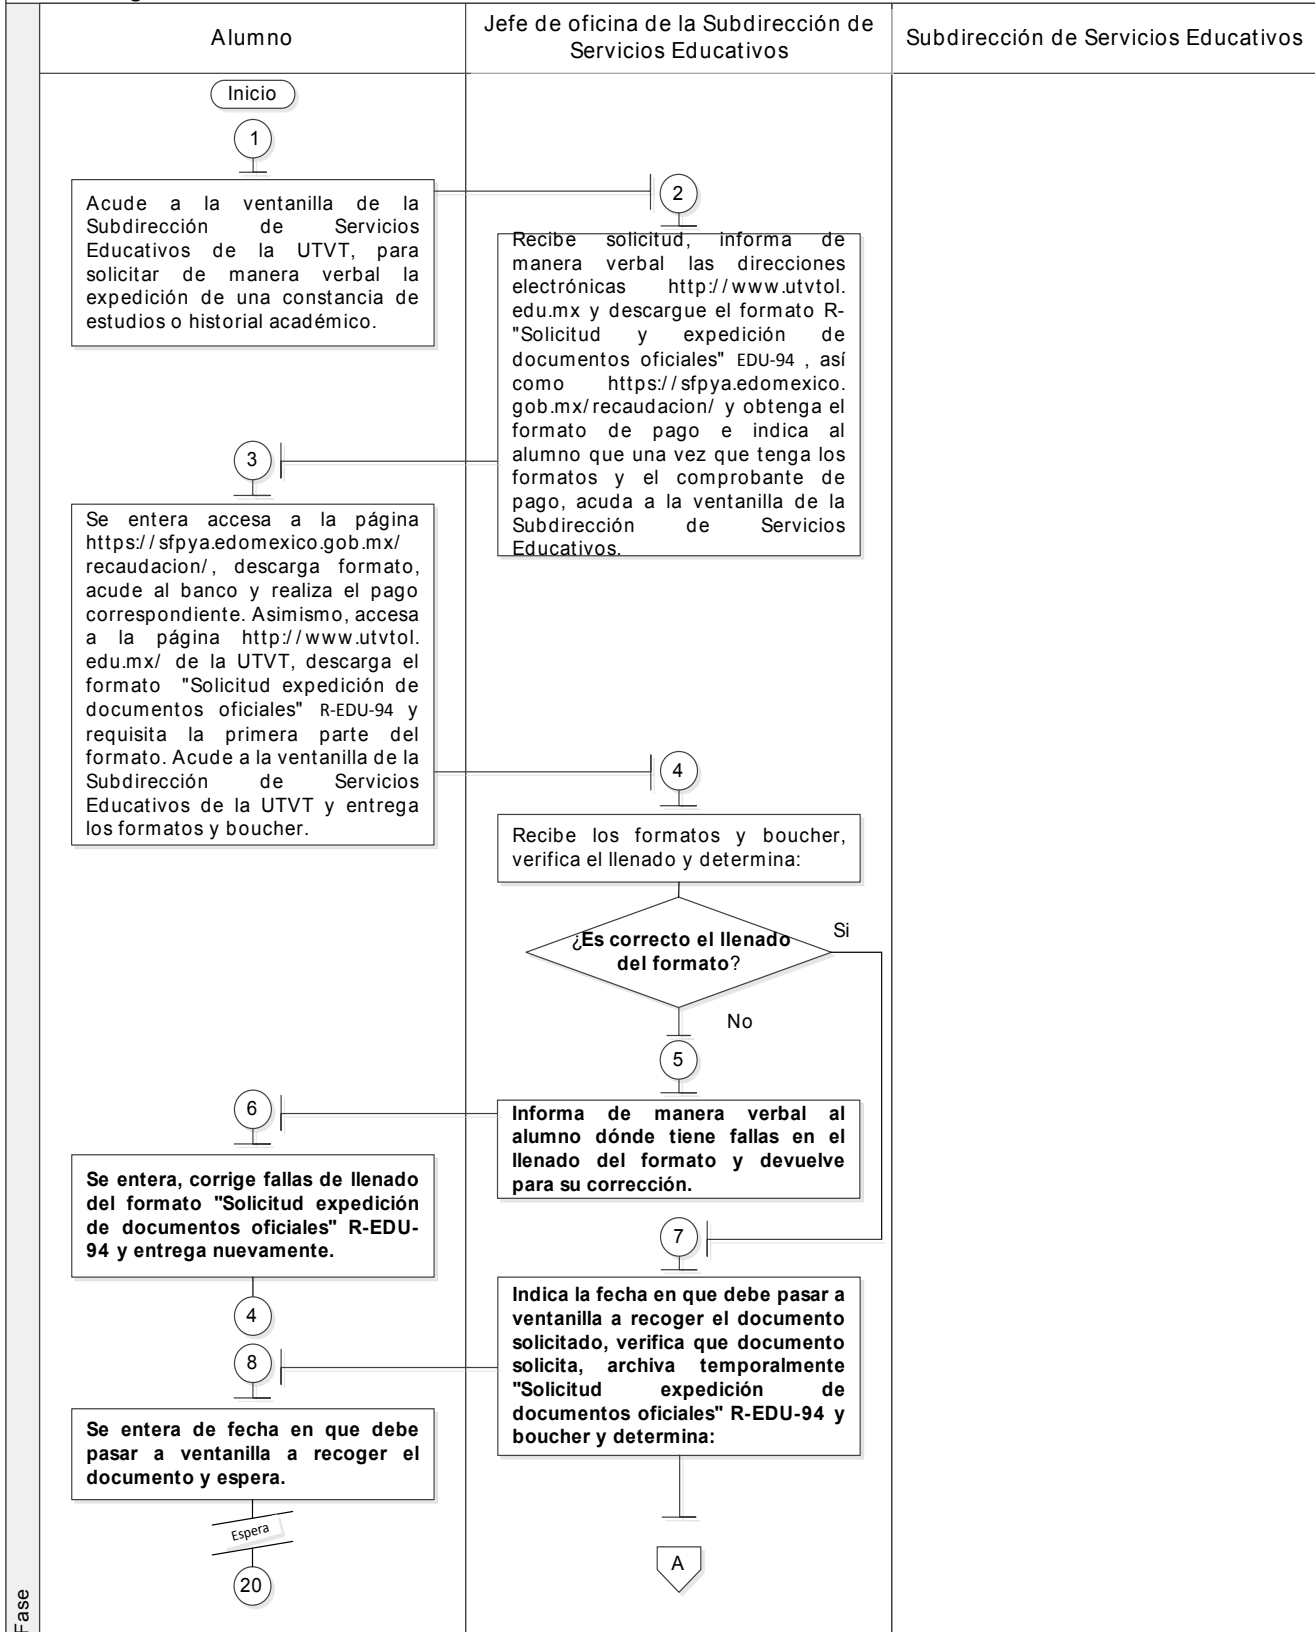 Alumno
Jefe de oficina de la Subdirección de
Servicios Educativos
Subdirección de Servicios Educativos
Inicio
1
Acude a la ventanilla de la
Subdirección de Servicios
Educativos de la UTVT, para
solicitar de manera verbal la
expedición de una constancia de
estudios o historial académico.
2
Recibe solicitud, informa de
manera verbal las direcciones
electrónicas http://www.utvtol.
edu.mx y descargue el formato R-
"Solicitud y expedición de
documentos oficiales" EDU-94 , así
como https://sfpya.edomexico.
gob.mx/recaudacion/ y obtenga el
formato de pago e indica al
alumno que una vez que tenga los
formatos y el comprobante de
pago, acuda a la ventanilla de la
Subdirección de Servicios
Educativos.
3
Se entera accesa a la página
https://sfpya.edomexico.gob.mx/
recaudacion/, descarga formato,
acude al banco y realiza el pago
correspondiente. Asimismo, accesa
a la página http://www.utvtol.
edu.mx/ de la UTVT, descarga el
formato "Solicitud expedición de
documentos oficiales" R-EDU-94 y
requisita la primera parte del
formato. Acude a la ventanilla de la
Subdirección de Servicios
Educativos de la UTVT y entrega
los formatos y boucher.
4
Recibe los formatos y boucher,
verifica el llenado y determina:
¿Es correcto el llenado
del formato?
Si
No
5
Informa de manera verbal al
alumno dónde tiene fallas en el
llenado del formato y devuelve
para su corrección.
6
Se entera, corrige fallas de llenado
del formato "Solicitud expedición
de documentos oficiales" R-EDU-
94 y entrega nuevamente.
4
7
Indica la fecha en que debe pasar a
ventanilla a recoger el documento
solicitado, verifica que documento
solicita, archiva temporalmente
"Solicitud expedición de
documentos oficiales" R-EDU-94 y
boucher y determina:
8
Se entera de fecha en que debe
pasar a ventanilla a recoger el
documento y espera.
Espera
20
A
Fase